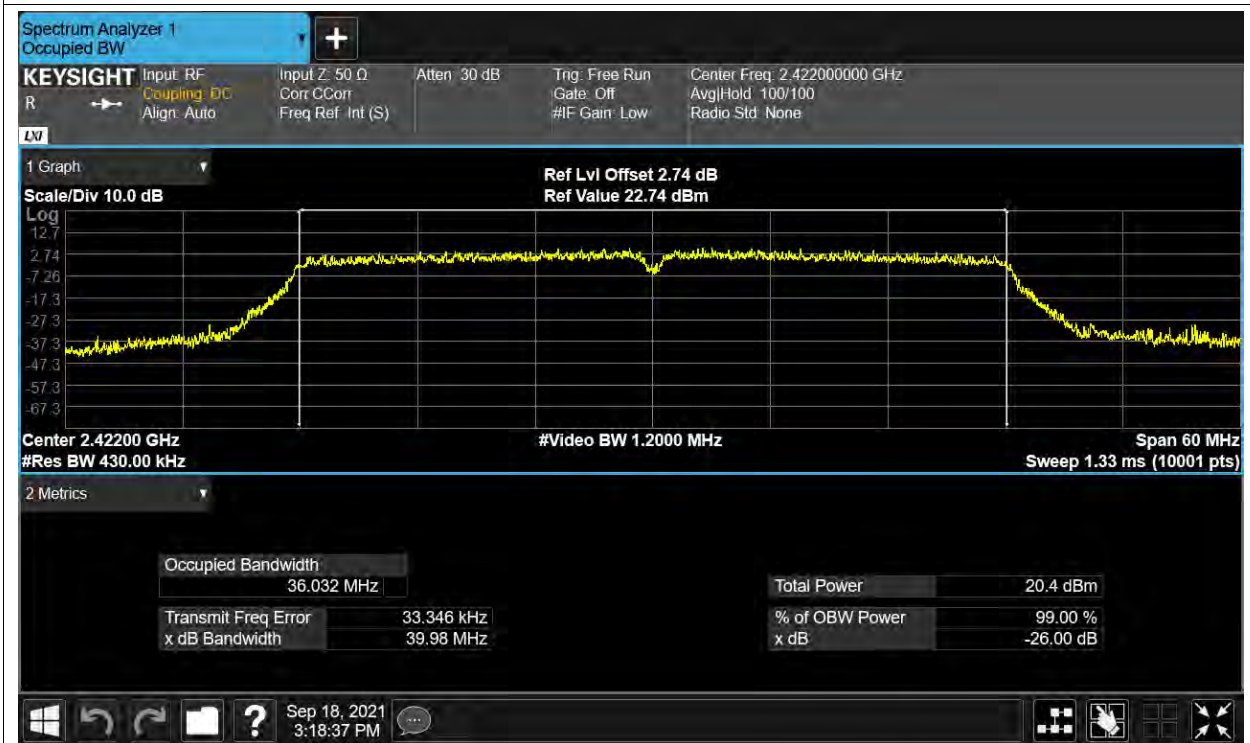 Spectrum Analyzer 1
Occupied BW
+
KEYSIGHT
R
LXI
Input: RF
Coupling: DC
Align: Auto
Input Z: 50 Ω
Corr CCorr
Freq Ref: Int (S)
Atten: 30 dB
Trig: Free Run
Gate: Off
#IF Gain: Low
Center Freq: 2.422000000 GHz
Avg|Hold: 100/100
Radio Std: None
1 Graph
Scale/Div 10.0 dB
Ref Lvl Offset 2.74 dB
Ref Value 22.74 dBm
Log
12.7
2.74
-7.26
-17.3
-27.3
-37.3
-47.3
-57.3
-67.3
Center 2.42200 GHz
#Res BW 430.00 kHz
#Video BW 1.2000 MHz
Span 60 MHz
Sweep 1.33 ms (10001 pts)
2 Metrics
Occupied Bandwidth
36.032 MHz
Transmit Freq Error 33.346 kHz
x dB Bandwidth 39.98 MHz
Total Power 20.4 dBm
% of OBW Power 99.00 %
x dB -26.00 dB
?
Sep 18, 2021
3:18:37 PM